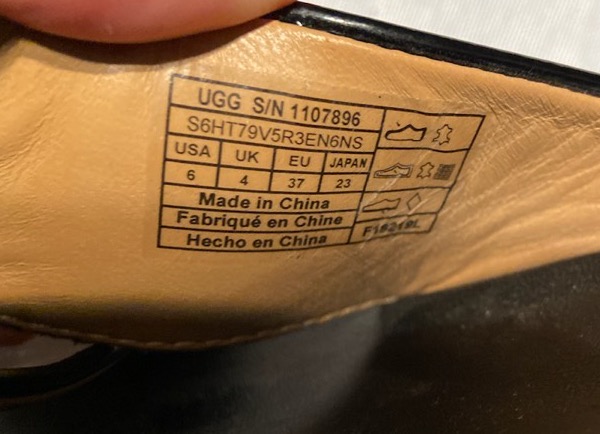 UGG S/N 1107896
S6HT79V5R3EN6NS
USA UK EU JAPAN
6 4 37 23
Made in China
Fabriqué en Chine
Hecho en China